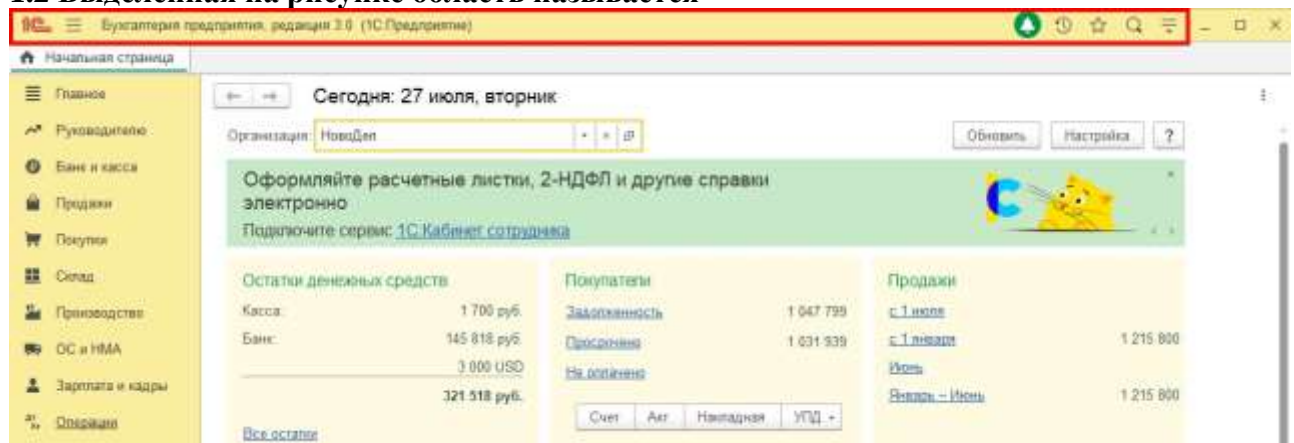 1.2 Выделенная на рисунке область называется
1С Бухгалтерия предприятия, редакция 3.0 (1С:Предприятие)
Начальная страница
Главное
Сегодня: 27 июля, вторник
Руководителю
Организация: НовоДел
Обновить Настройка ?
Банк и касса
Оформляйте расчетные листки, 2-НДФЛ и другие справки
электронно
Продажи
Подключите сервис 1С:Кабинет сотрудника
Покупки
Склад
Остатки денежных средств Покупатели Продажи
Производство
Касса: 1 700 руб. Задолженность 1 047 799 с 1 июля
ОС и НМА
Банк: 145 818 руб. Просрочено 1 031 939 с 1 января 1 215 800
3 000 USD Не оплачено Июнь
Зарплата и кадры
321 518 руб. Январь – Июнь 1 215 800
Счет Акт Накладная УПД
Операции
Все остатки